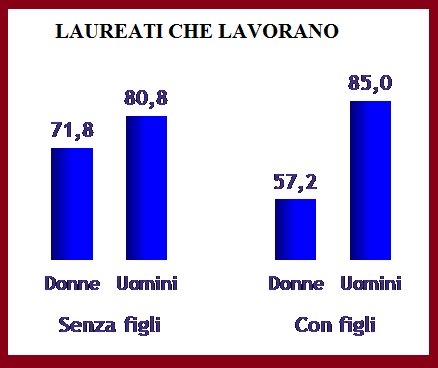 LAUREATI CHE LAVORANO
71,8 80,8 57,2 85,0
Donne Uomini Donne Uomini
Senza figli Con figli